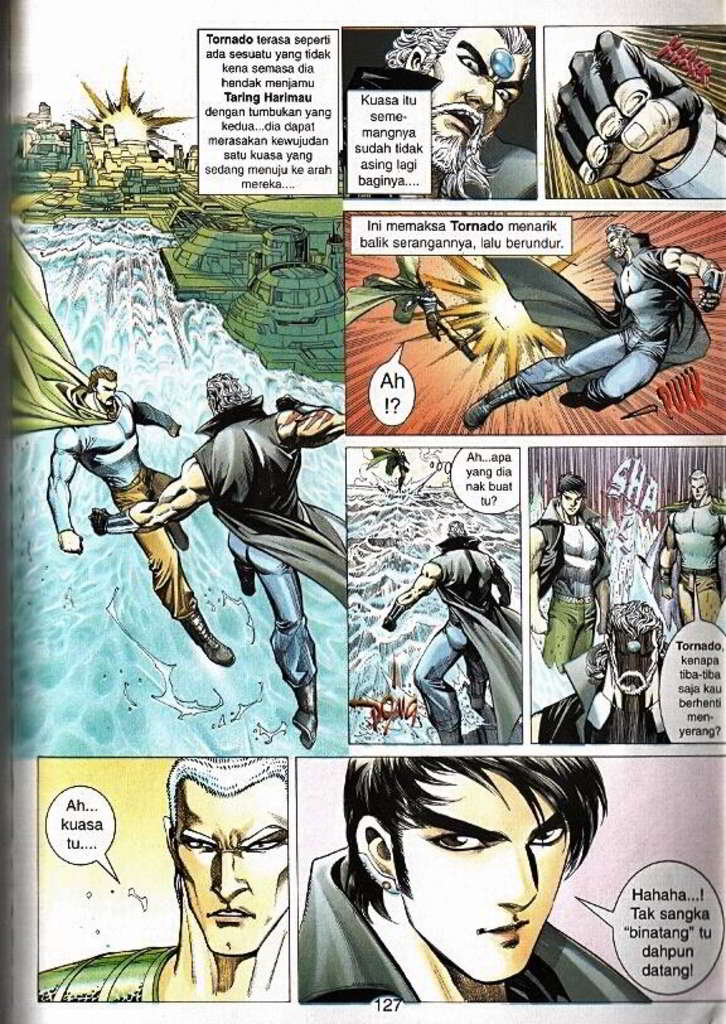 Tornado terasa seperti
ada sesuatu yang tidak
kena semasa dia
hendak menjamu
Taring Harimau
dengan tumbukan yang
kedua...dia dapat
merasakan kewujudan
satu kuasa yang
sedang menuju ke arah
mereka....
Kuasa itu
seme-
mangnya
sudah tidak
asing lagi
baginya....
Ini memaksa Tornado menarik
balik serangannya, lalu berundur.
Ah
!?
Ah...apa
yang dia
nak buat
tu?
SHA
Tornado,
kenapa
tiba-tiba
saja kau
berhenti
men-
yerang?
Ah...
kuasa
tu....
Hahaha...!
Tak sangka
"binatang" tu
dahpun
datang!
127